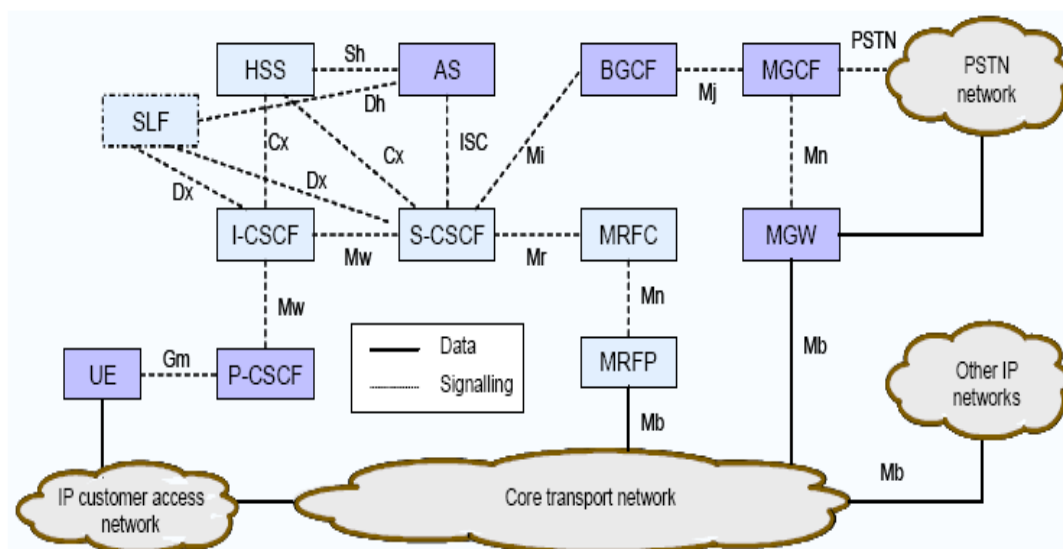 Sh
PSTN
HSS
AS
BGCF
MGCF
PSTN
network
Mj
Dh
SLF
Cx
Cx
ISC
Mi
Mn
Dx
Dx
I-CSCF
S-CSCF
MRFC
MGW
Mw
Mr
Mw
Mn
Mb
Data
Signalling
Gm
UE
P-CSCF
MRFP
Other IP
networks
Mb
Mb
IP customer access
network
Core transport network